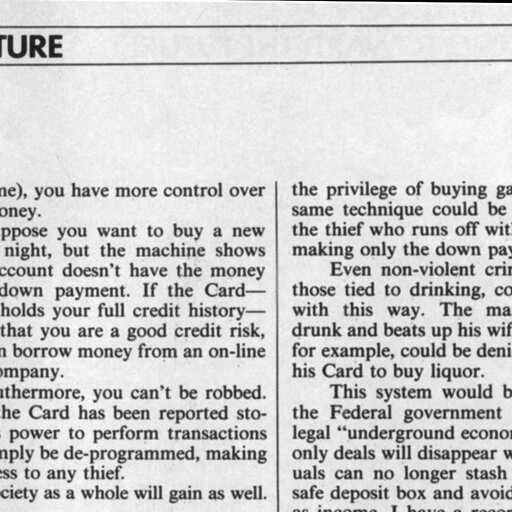 TURE
ne), you have more control over
oney.
ppose you want to buy a new
night, but the machine shows
ccount doesn't have the money
down payment. If the Card—
holds your full credit history—
that you are a good credit risk,
n borrow money from an on-line
ompany.
uthermore, you can't be robbed.
the Card has been reported sto-
s power to perform transactions
mply be de-programmed, making
ess to any thief.
ciety as a whole will gain as well.
the privilege of buying ga
same technique could be
the thief who runs off wit
making only the down pay
Even non-violent crin
those tied to drinking, co
with this way. The ma
drunk and beats up his wif
for example, could be deni
his Card to buy liquor.
This system would b
the Federal government
legal “underground econo
only deals will disappear w
uals can no longer stash
safe deposit box and avoid
as income. I have a recor